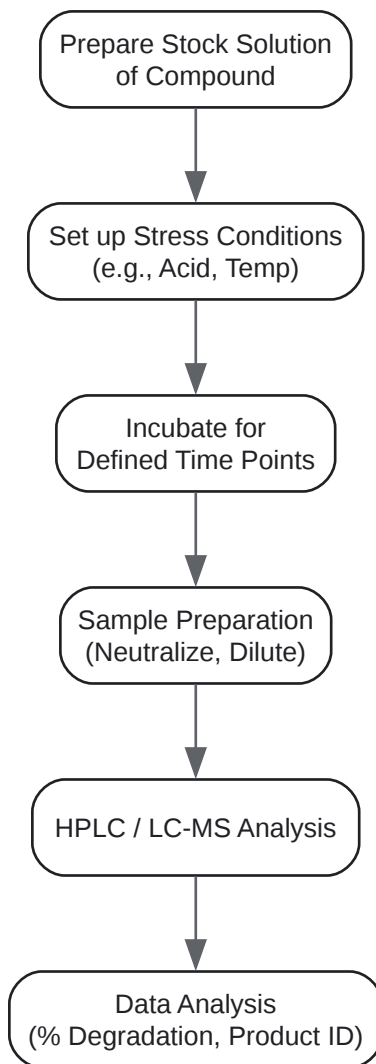 Prepare Stock Solution
of Compound
Set up Stress Conditions
(e.g., Acid, Temp)
Incubate for
Defined Time Points
Sample Preparation
(Neutralize, Dilute)
HPLC / LC-MS Analysis
Data Analysis
(% Degradation, Product ID)